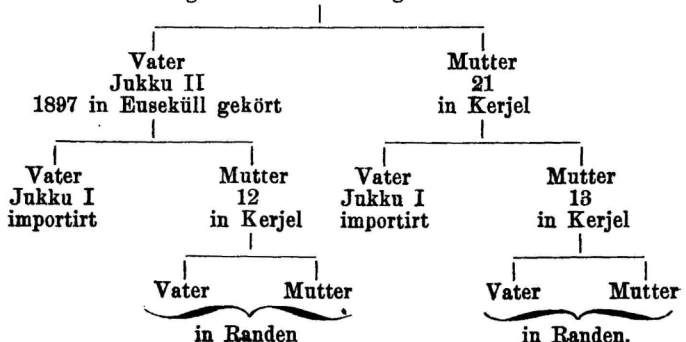 Vater Mutter
Jukku II 21
1897 in Euseküll gekört in Kerjel
Vater Mutter Vater Mutter
Jukku I 12 Jukku I 13
importirt in Kerjel importirt in Kerjel
Vater Mutter Vater Mutter
in Randen in Randen.